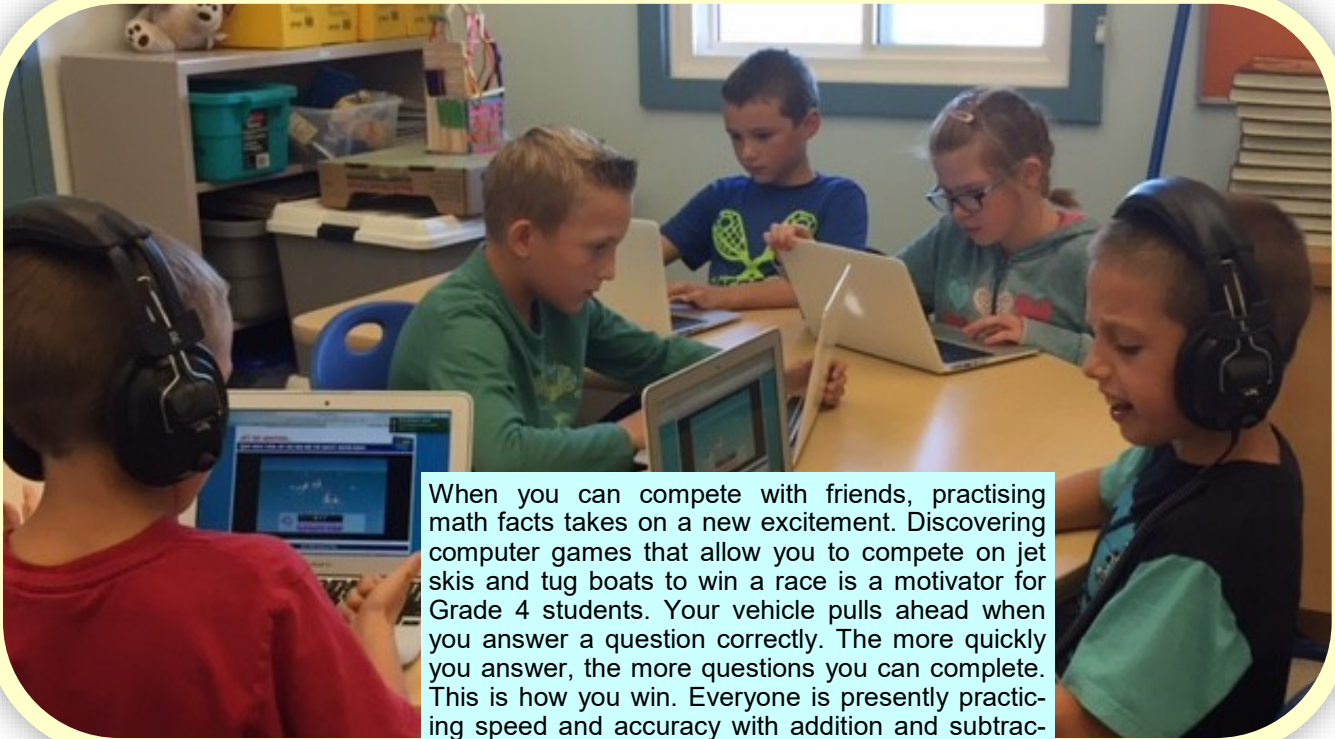 When you can compete with friends, practising
math facts takes on a new excitement. Discovering
computer games that allow you to compete on jet
skis and tug boats to win a race is a motivator for
Grade 4 students. Your vehicle pulls ahead when
you answer a question correctly. The more quickly
you answer, the more questions you can complete.
This is how you win. Everyone is presently practic-
ing speed and accuracy with addition and subtrac-